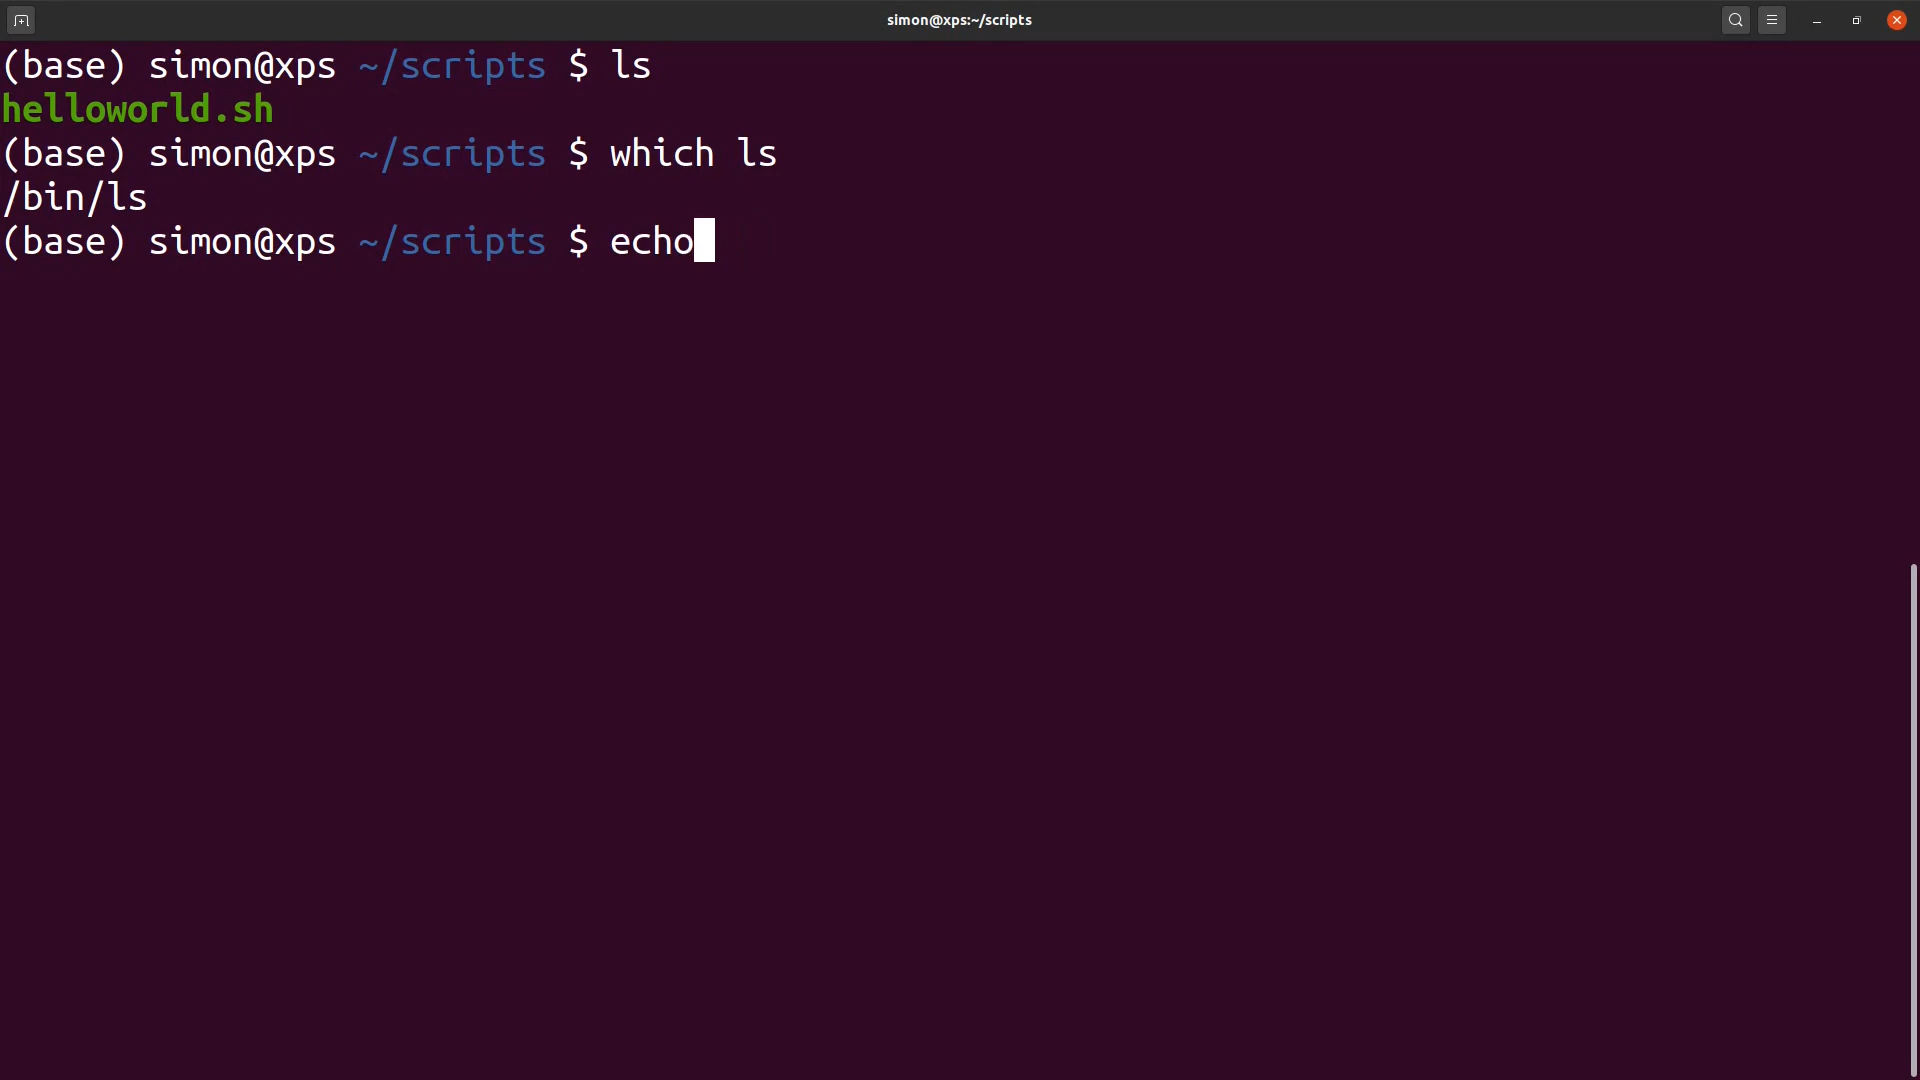 simon@xps:~/scripts
(base) simon@xps ~/scripts $ ls
helloworld.sh
(base) simon@xps ~/scripts $ which ls
/bin/ls
(base) simon@xps ~/scripts $ echo